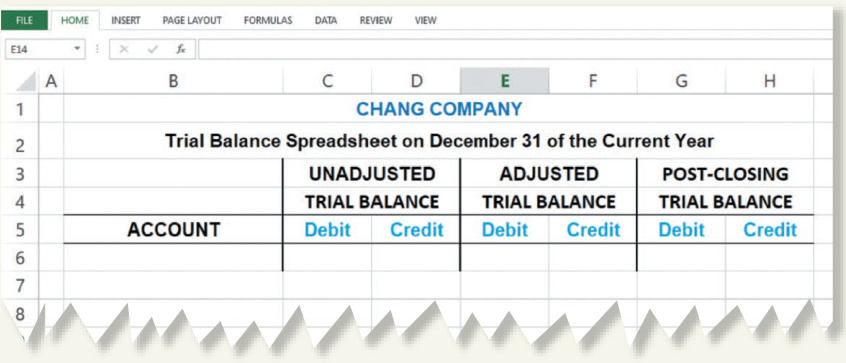 FILE HOME INSERT PAGE LAYOUT FORMULAS DATA REVIEW VIEW
E14 fx
A B C D E F G H
1 CHANG COMPANY
2 Trial Balance Spreadsheet on December 31 of the Current Year
3 UNADJUSTED ADJUSTED POST-CLOSING
4 TRIAL BALANCE TRIAL BALANCE TRIAL BALANCE
5 ACCOUNT Debit Credit Debit Credit Debit Credit
6
7
8